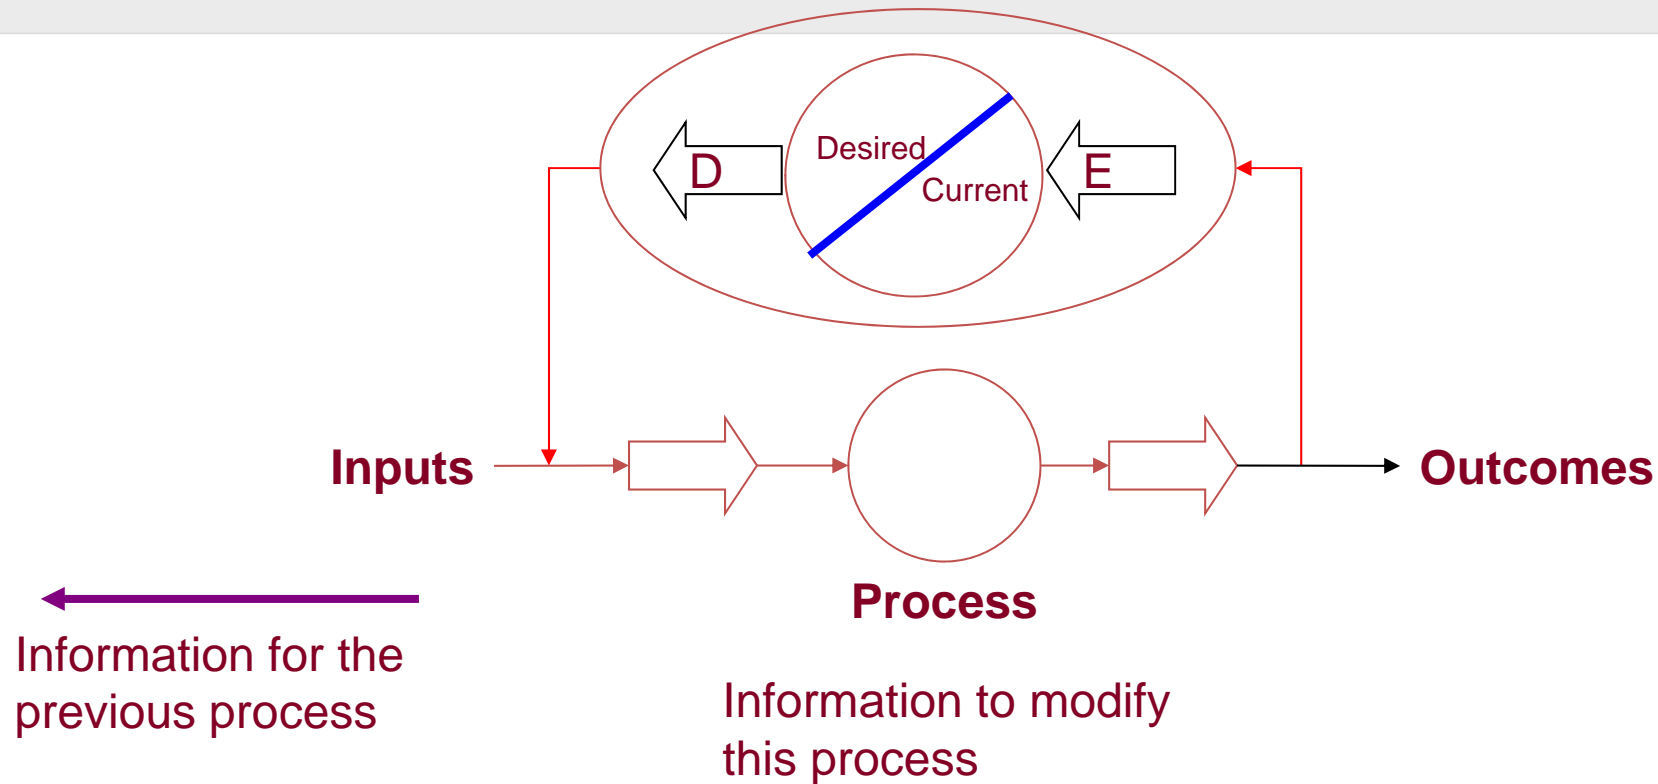 D
Desired
Current
E
Inputs
Outcomes
Process
Information for the
previous process
Information to modify
this process